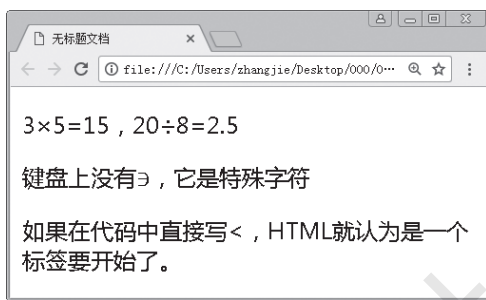 无标题文档
file:///C:/Users/zhangjie/Desktop/000/0…
3×5=15，20÷8=2.5
键盘上没有∋，它是特殊字符
如果在代码中直接写<，HTML就认为是一个
标签要开始了。